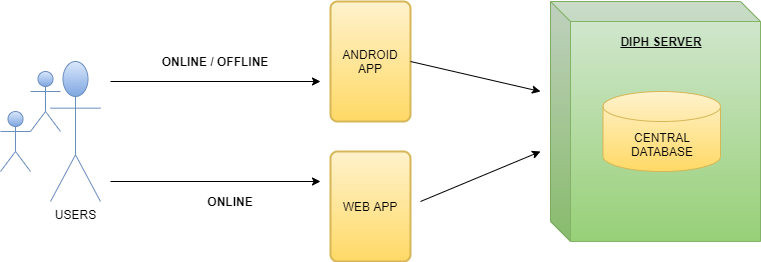 ONLINE / OFFLINE
ANDROID
APP
DIPH SERVER
CENTRAL
DATABASE
ONLINE
WEB APP
USERS